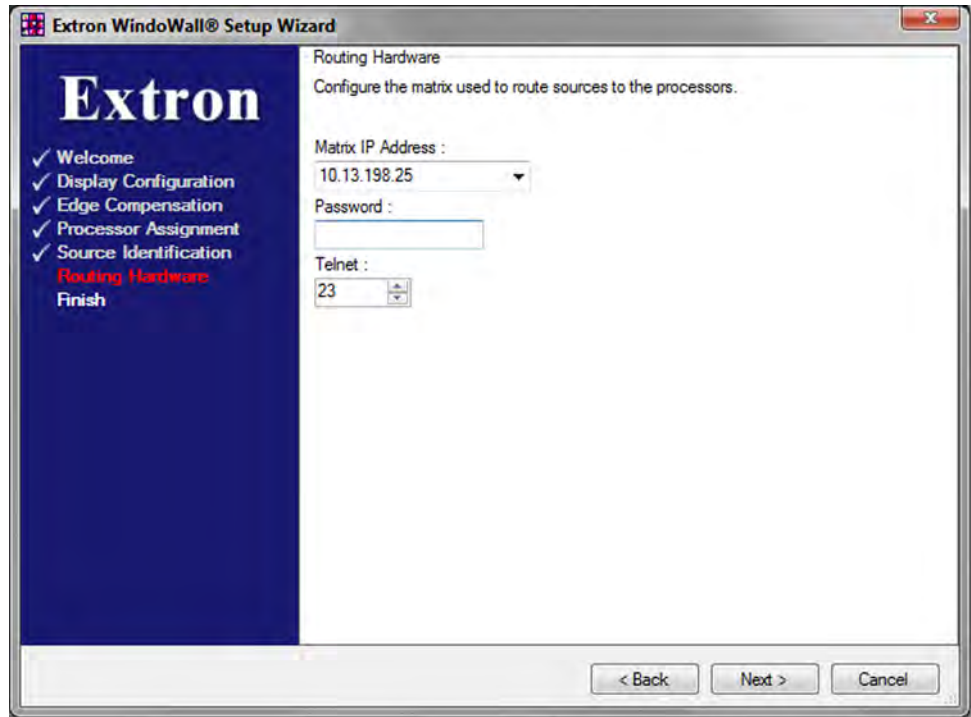 Extron WindoWall® Setup Wizard
Extron
Welcome
Display Configuration
Edge Compensation
Processor Assignment
Source Identification
Routing Hardware
Finish
Routing Hardware
Configure the matrix used to route sources to the processors.
Matrix IP Address :
10.13.198.25
Password :
Telnet :
23
< Back
Next >
Cancel